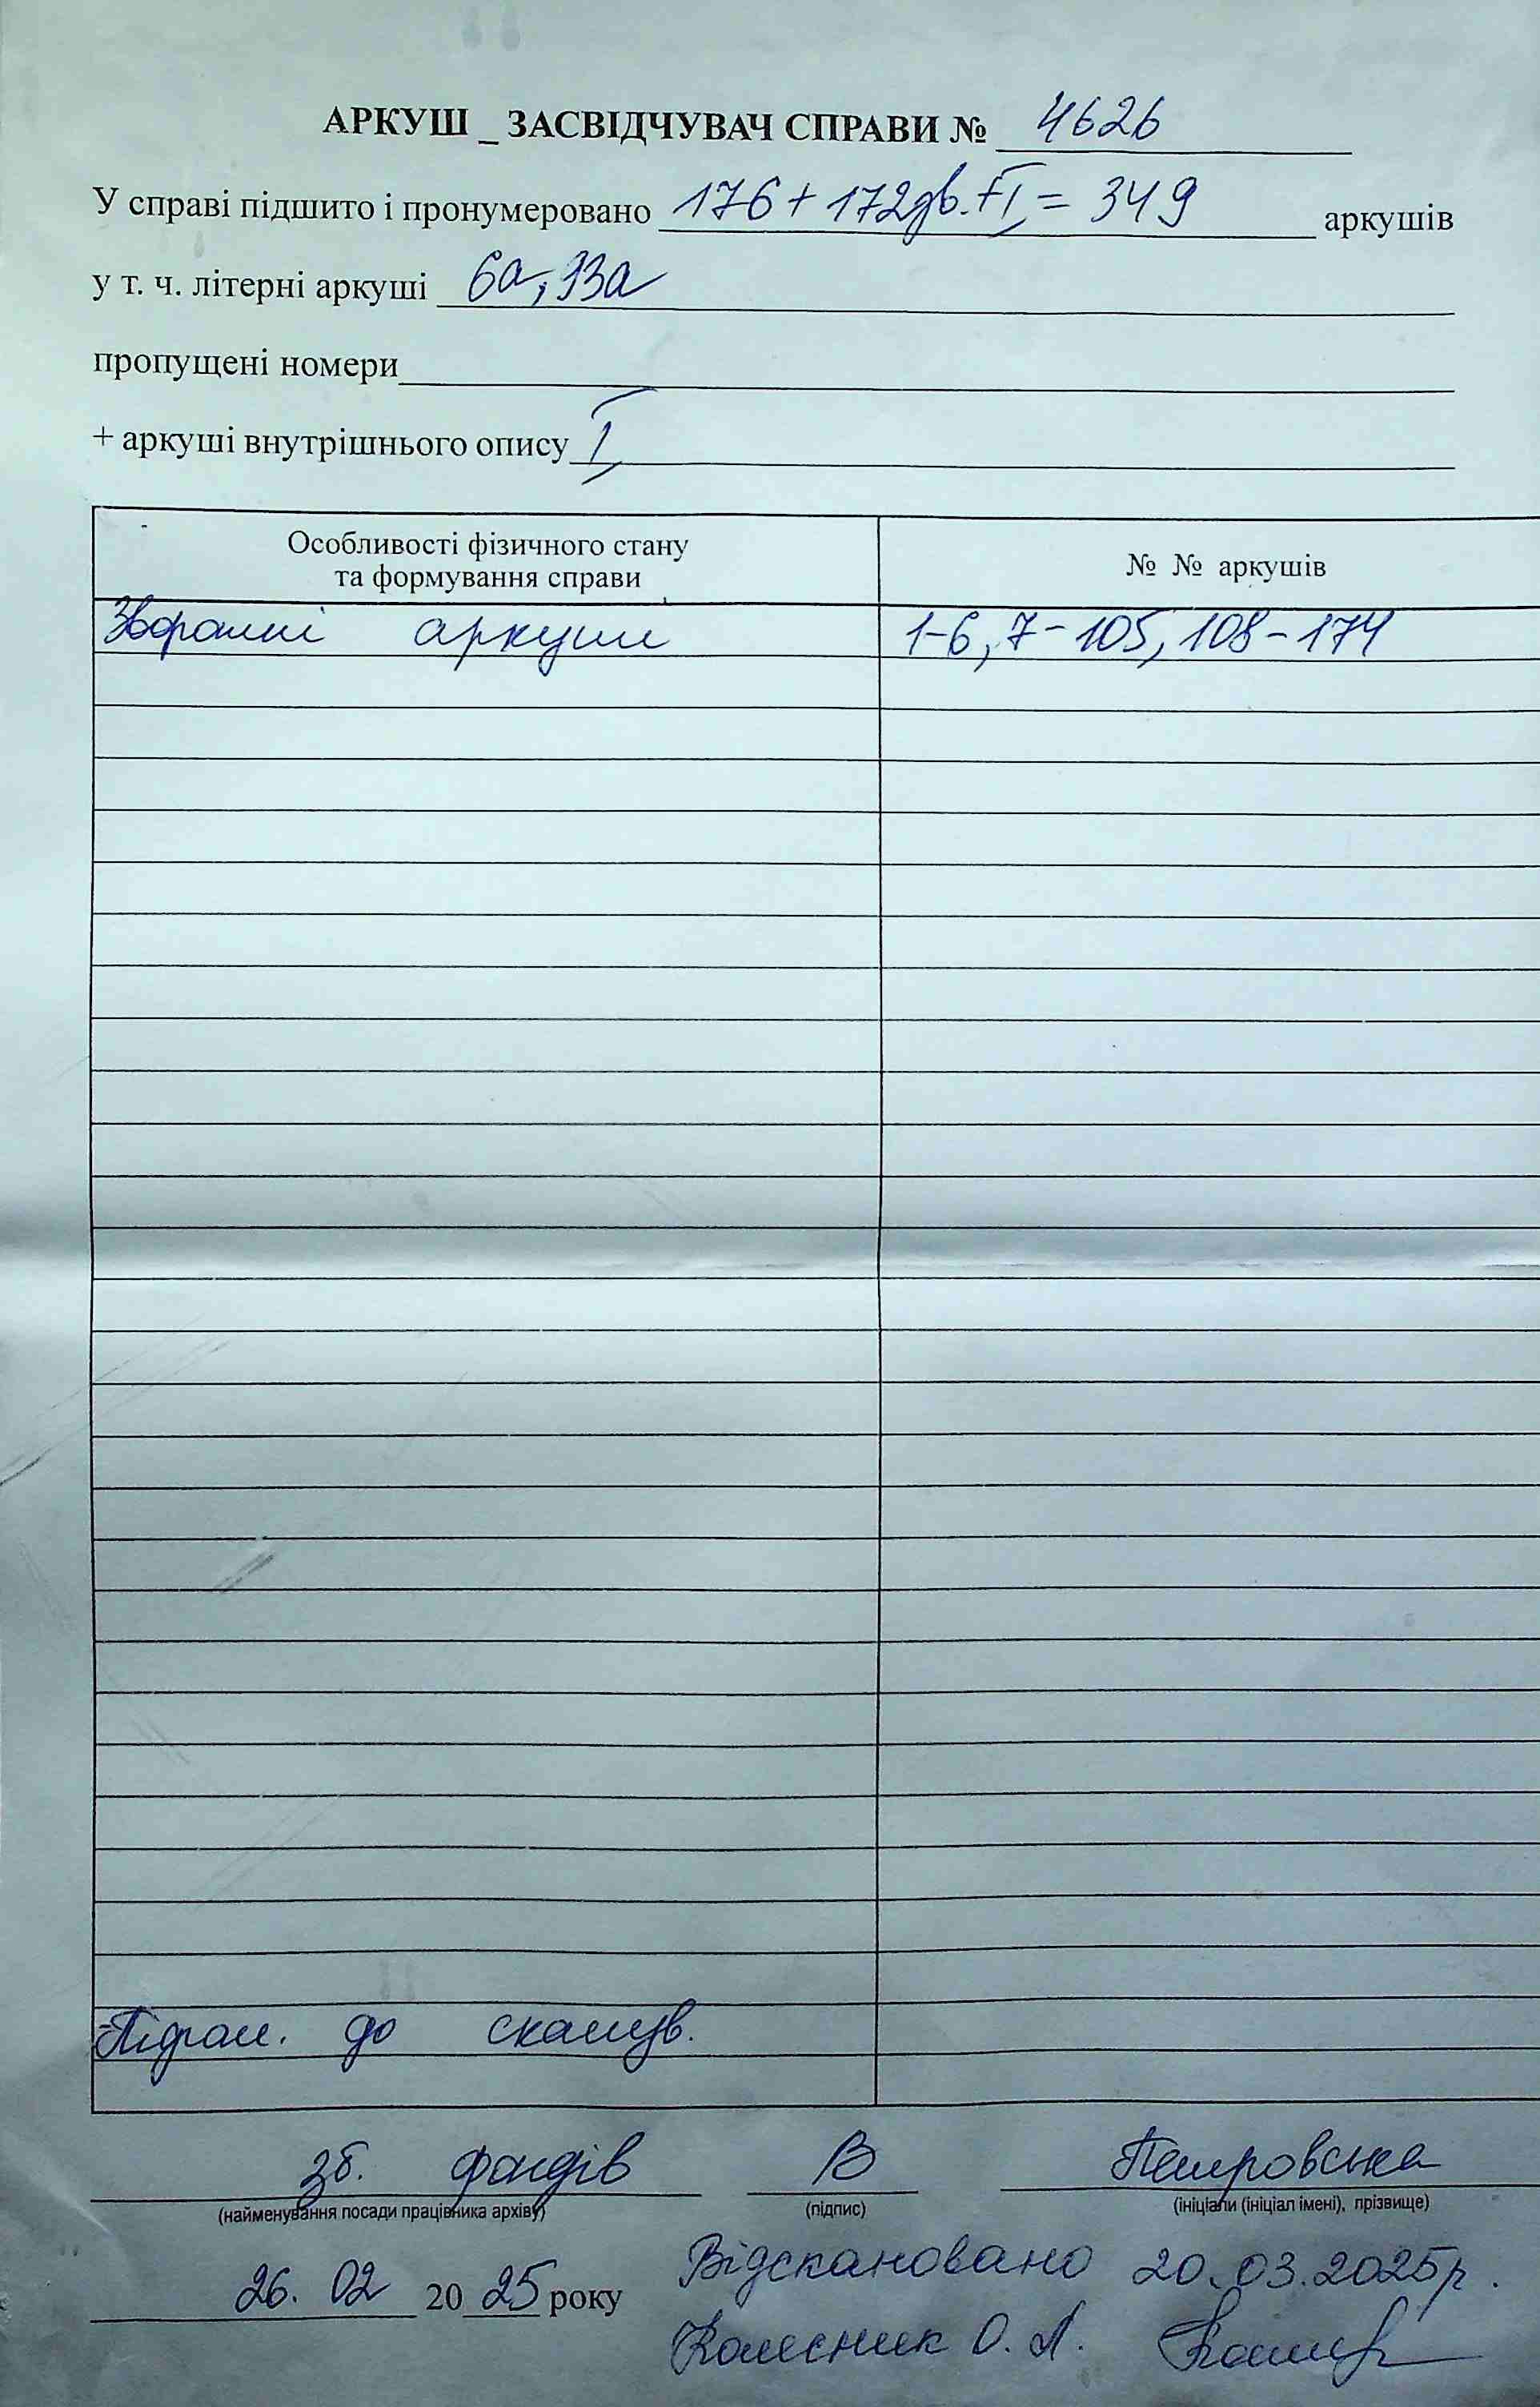 АРКУШ _ ЗАСВІДЧУВАЧ СПРАВИ № 4626
У справі підшито і пронумеровано 176 + 172зв. + I = 349 аркушів
у т. ч. літерні аркуші 6а, 33а
пропущені номери
+ аркуші внутрішнього опису I
Особливості фізичного стану та формування справи
№ № аркушів
Зворотні аркуші 1-6, 7-105, 108-174
Підгот. до сканув.
зб. фондів В Петровська
(найменування посади працівника архіву) (підпис) (ініціали (ініціал імені), прізвище)
26. 02 2025 року
Відскановано 20.03.2025р.
Колесник О. А.